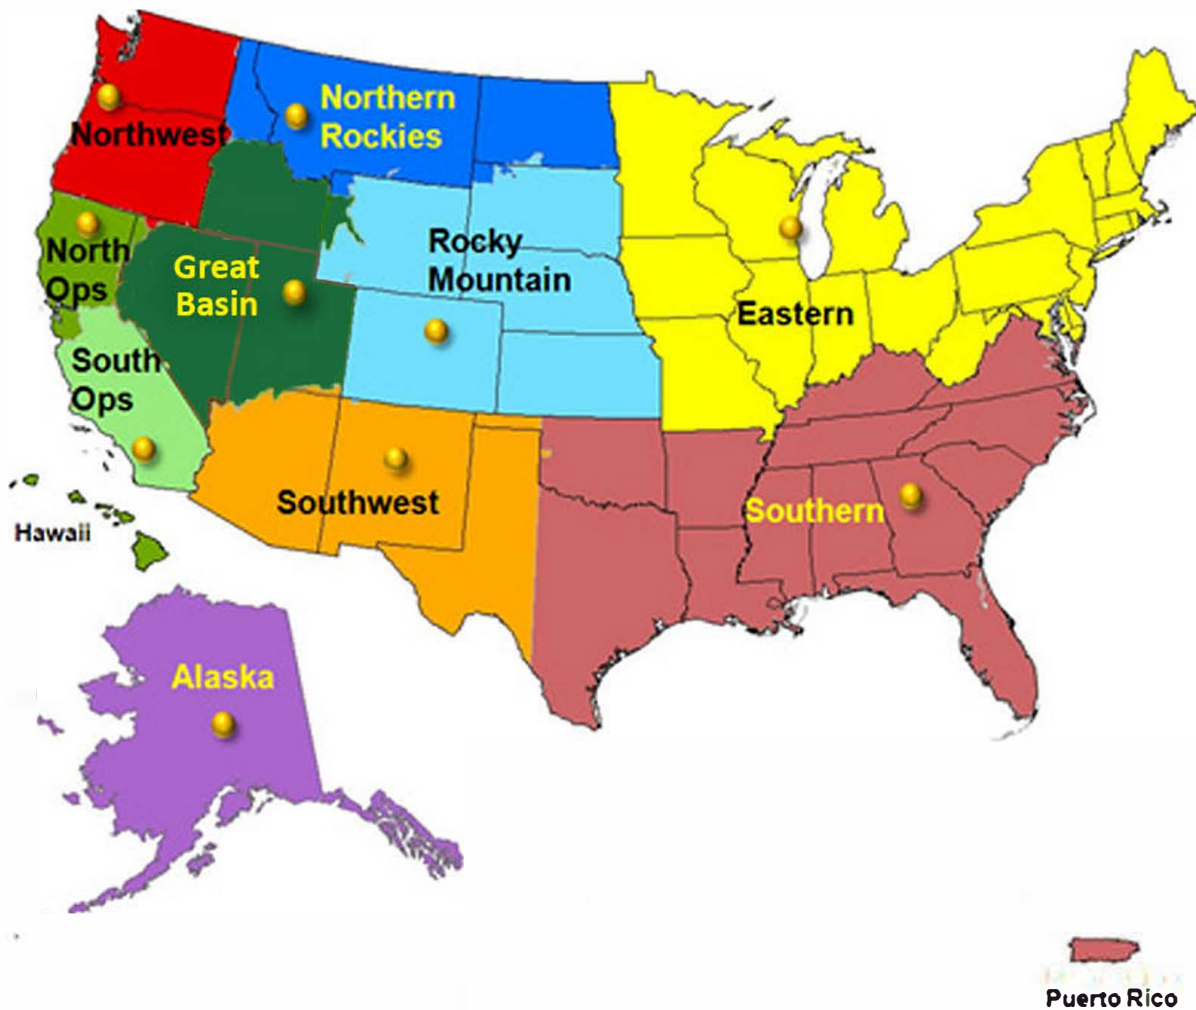 Northern
Rockies
Northwest
North
Ops
Great
Basin
Rocky
Mountain
Eastern
South
Ops
Southwest
Southern
Hawaii
Alaska
Puerto Rico